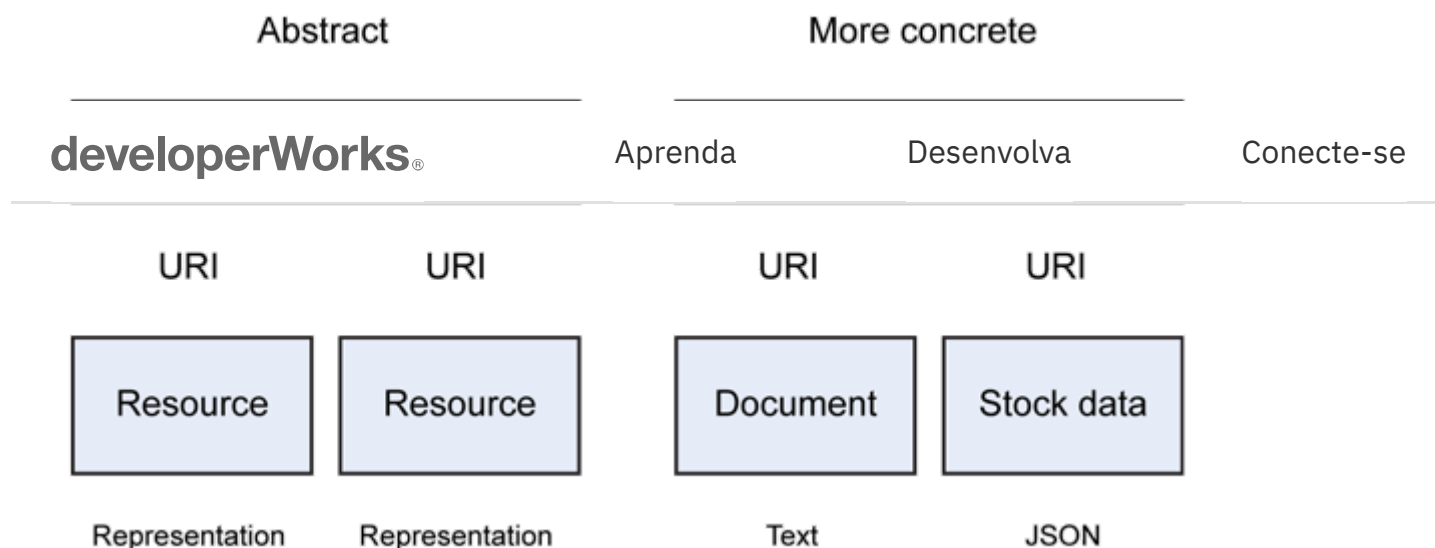 Abstract More concrete
developerWorks® Aprenda Desenvolva Conecte-se
URI URI URI URI
Resource Resource Document Stock data
Representation Representation Text JSON